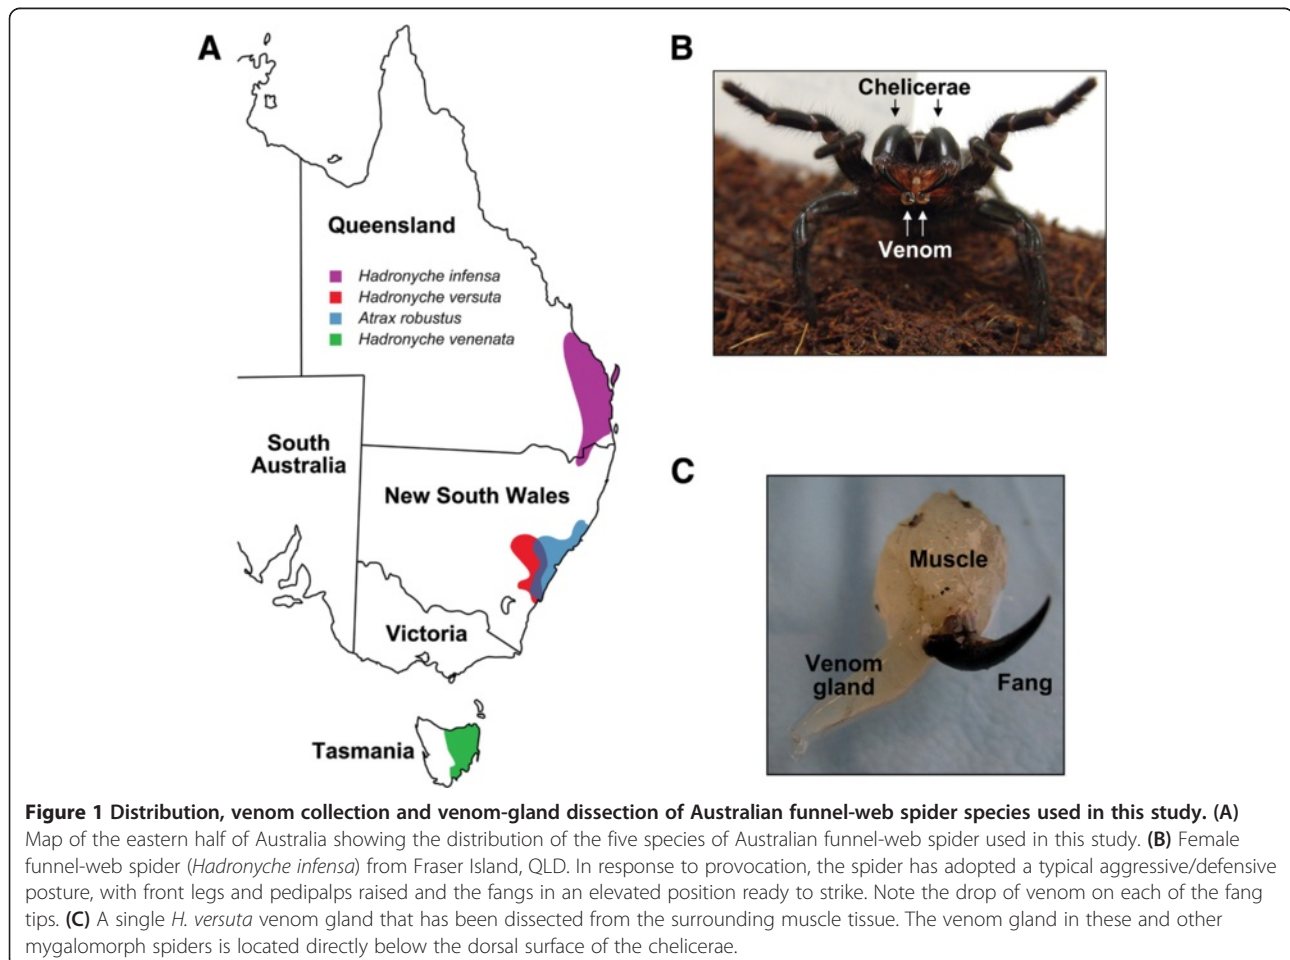 A
B
Chelicerae
Venom
Queensland
Hadronyche infensa
Hadronyche versuta
Atrax robustus
Hadronyche venenata
South
Australia
New South Wales
Victoria
Tasmania
C
Muscle
Venom
gland
Fang
Figure 1 Distribution, venom collection and venom-gland dissection of Australian funnel-web spider species used in this study. (A)
Map of the eastern half of Australia showing the distribution of the five species of Australian funnel-web spider used in this study. (B) Female
funnel-web spider (Hadronyche infensa) from Fraser Island, QLD. In response to provocation, the spider has adopted a typical aggressive/defensive
posture, with front legs and pedipalps raised and the fangs in an elevated position ready to strike. Note the drop of venom on each of the fang
tips. (C) A single H. versuta venom gland that has been dissected from the surrounding muscle tissue. The venom gland in these and other
mygalomorph spiders is located directly below the dorsal surface of the chelicerae.